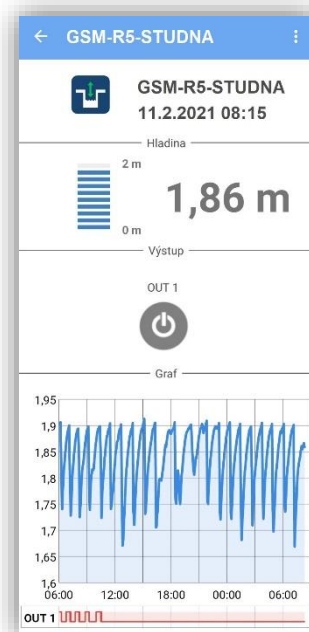 GSM-R5-STUDNA
GSM-R5-STUDNA
11.2.2021 08:15
Hladina
2 m
1,86 m
0 m
Výstup
OUT 1
Graf
1,95
1,9
1,85
1,8
1,75
1,7
1,65
1,6
06:00 12:00 18:00 00:00 06:00
OUT 1